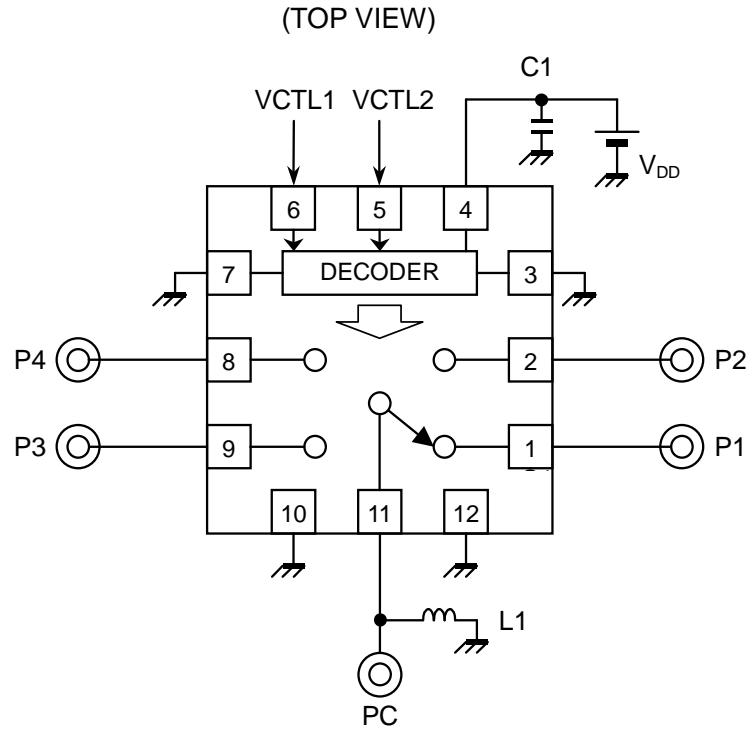 (TOP VIEW)
C1
VCTL1 VCTL2
V_DD
6 5 4
7 DECODER 3
P4 8 2 P2
P3 9 1 P1
10 11 12
L1
PC